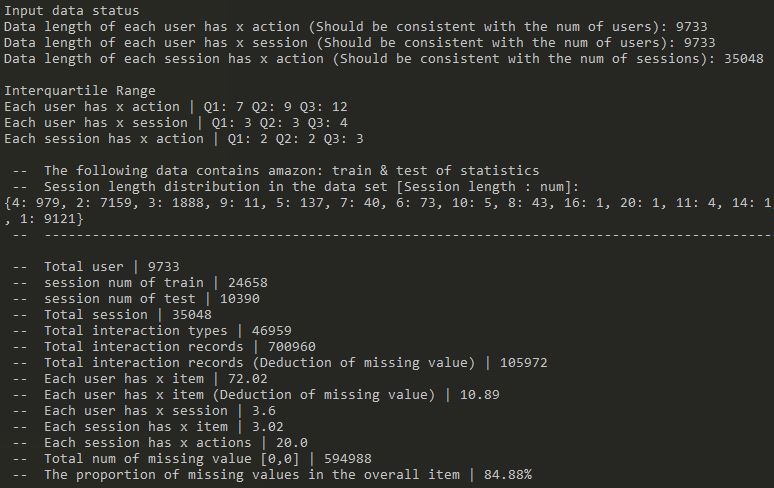 Input data status
Data length of each user has x action (Should be consistent with the num of users): 9733
Data length of each user has x session (Should be consistent with the num of users): 9733
Data length of each session has x action (Should be consistent with the num of sessions): 35048
Interquartile Range
Each user has x action | Q1: 7 Q2: 9 Q3: 12
Each user has x session | Q1: 3 Q2: 3 Q3: 4
Each session has x action | Q1: 2 Q2: 2 Q3: 3
-- The following data contains amazon: train & test of statistics
-- Session length distribution in the data set [Session length : num]:
{4: 979, 2: 7159, 3: 1888, 9: 11, 5: 137, 7: 40, 6: 73, 10: 5, 8: 43, 16: 1, 20: 1, 11: 4, 14: 1
, 1: 9121}
-- --------------------------------------------------------------------------------------------
-- Total user | 9733
-- session num of train | 24658
-- session num of test | 10390
-- Total session | 35048
-- Total interaction types | 46959
-- Total interaction records | 700960
-- Total interaction records (Deduction of missing value) | 105972
-- Each user has x item | 72.02
-- Each user has x item (Deduction of missing value) | 10.89
-- Each user has x session | 3.6
-- Each session has x item | 3.02
-- Each session has x actions | 20.0
-- Total num of missing value [0,0] | 594988
-- The proportion of missing values in the overall item | 84.88%